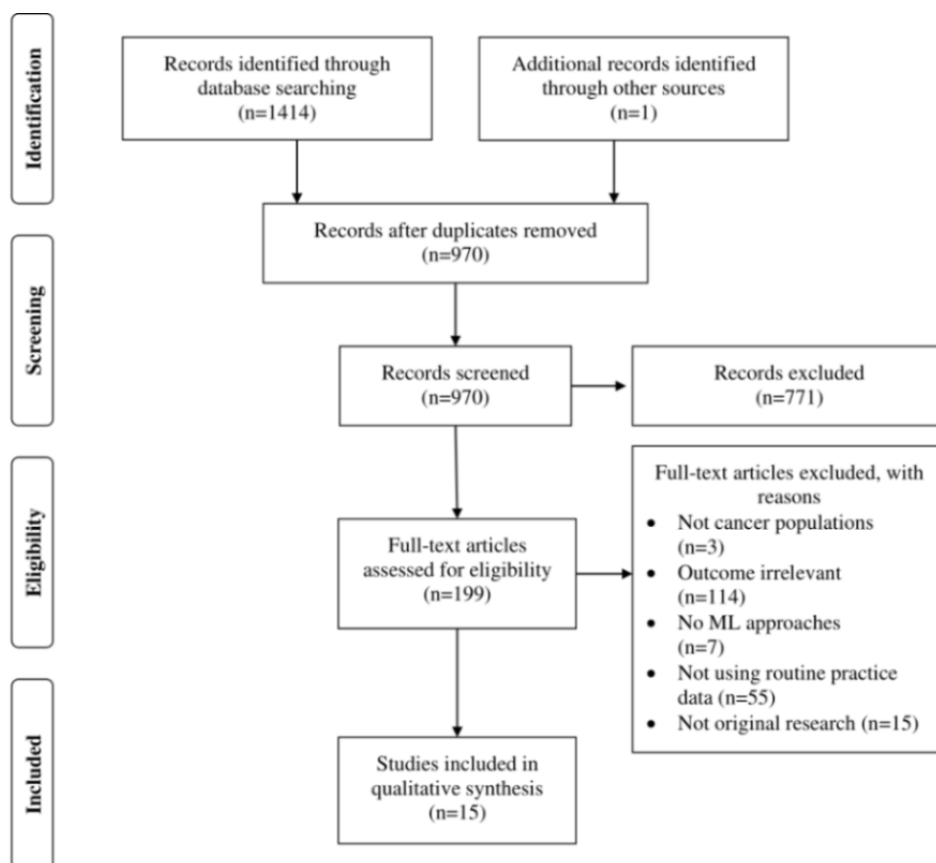 Identification
Records identified through
database searching
(n=1414)
Additional records identified
through other sources
(n=1)
Records after duplicates removed
(n=970)
Screening
Records screened
(n=970)
Records excluded
(n=771)
Eligibility
Full-text articles
assessed for eligibility
(n=199)
Full-text articles excluded, with
reasons
• Not cancer populations
(n=3)
• Outcome irrelevant
(n=114)
• No ML approaches
(n=7)
• Not using routine practice
data (n=55)
• Not original research (n=15)
Included
Studies included in
qualitative synthesis
(n=15)